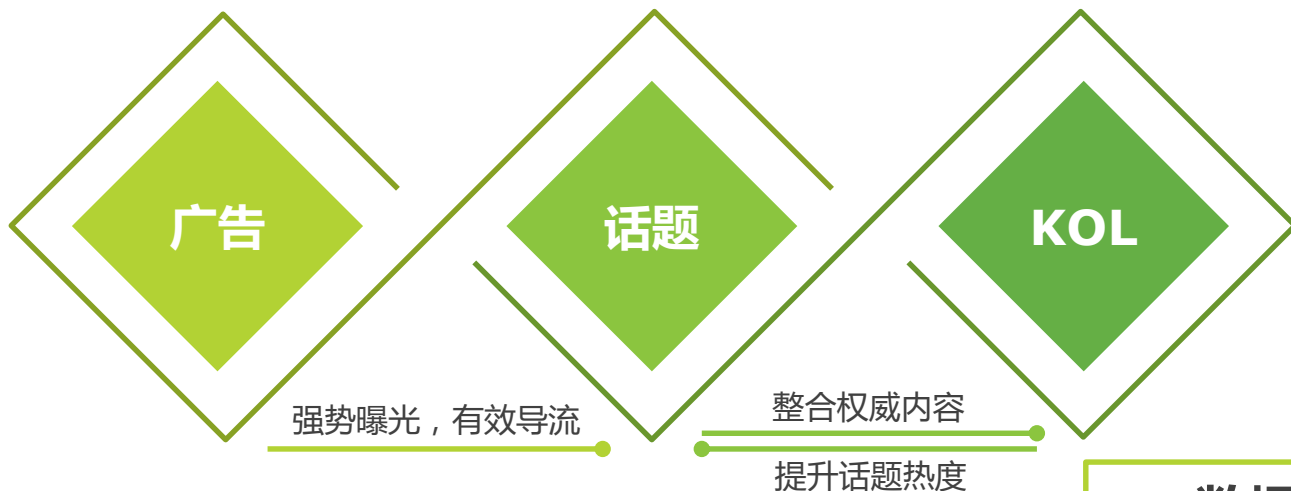 广告
话题
KOL
强势曝光，有效导流
整合权威内容
提升话题热度